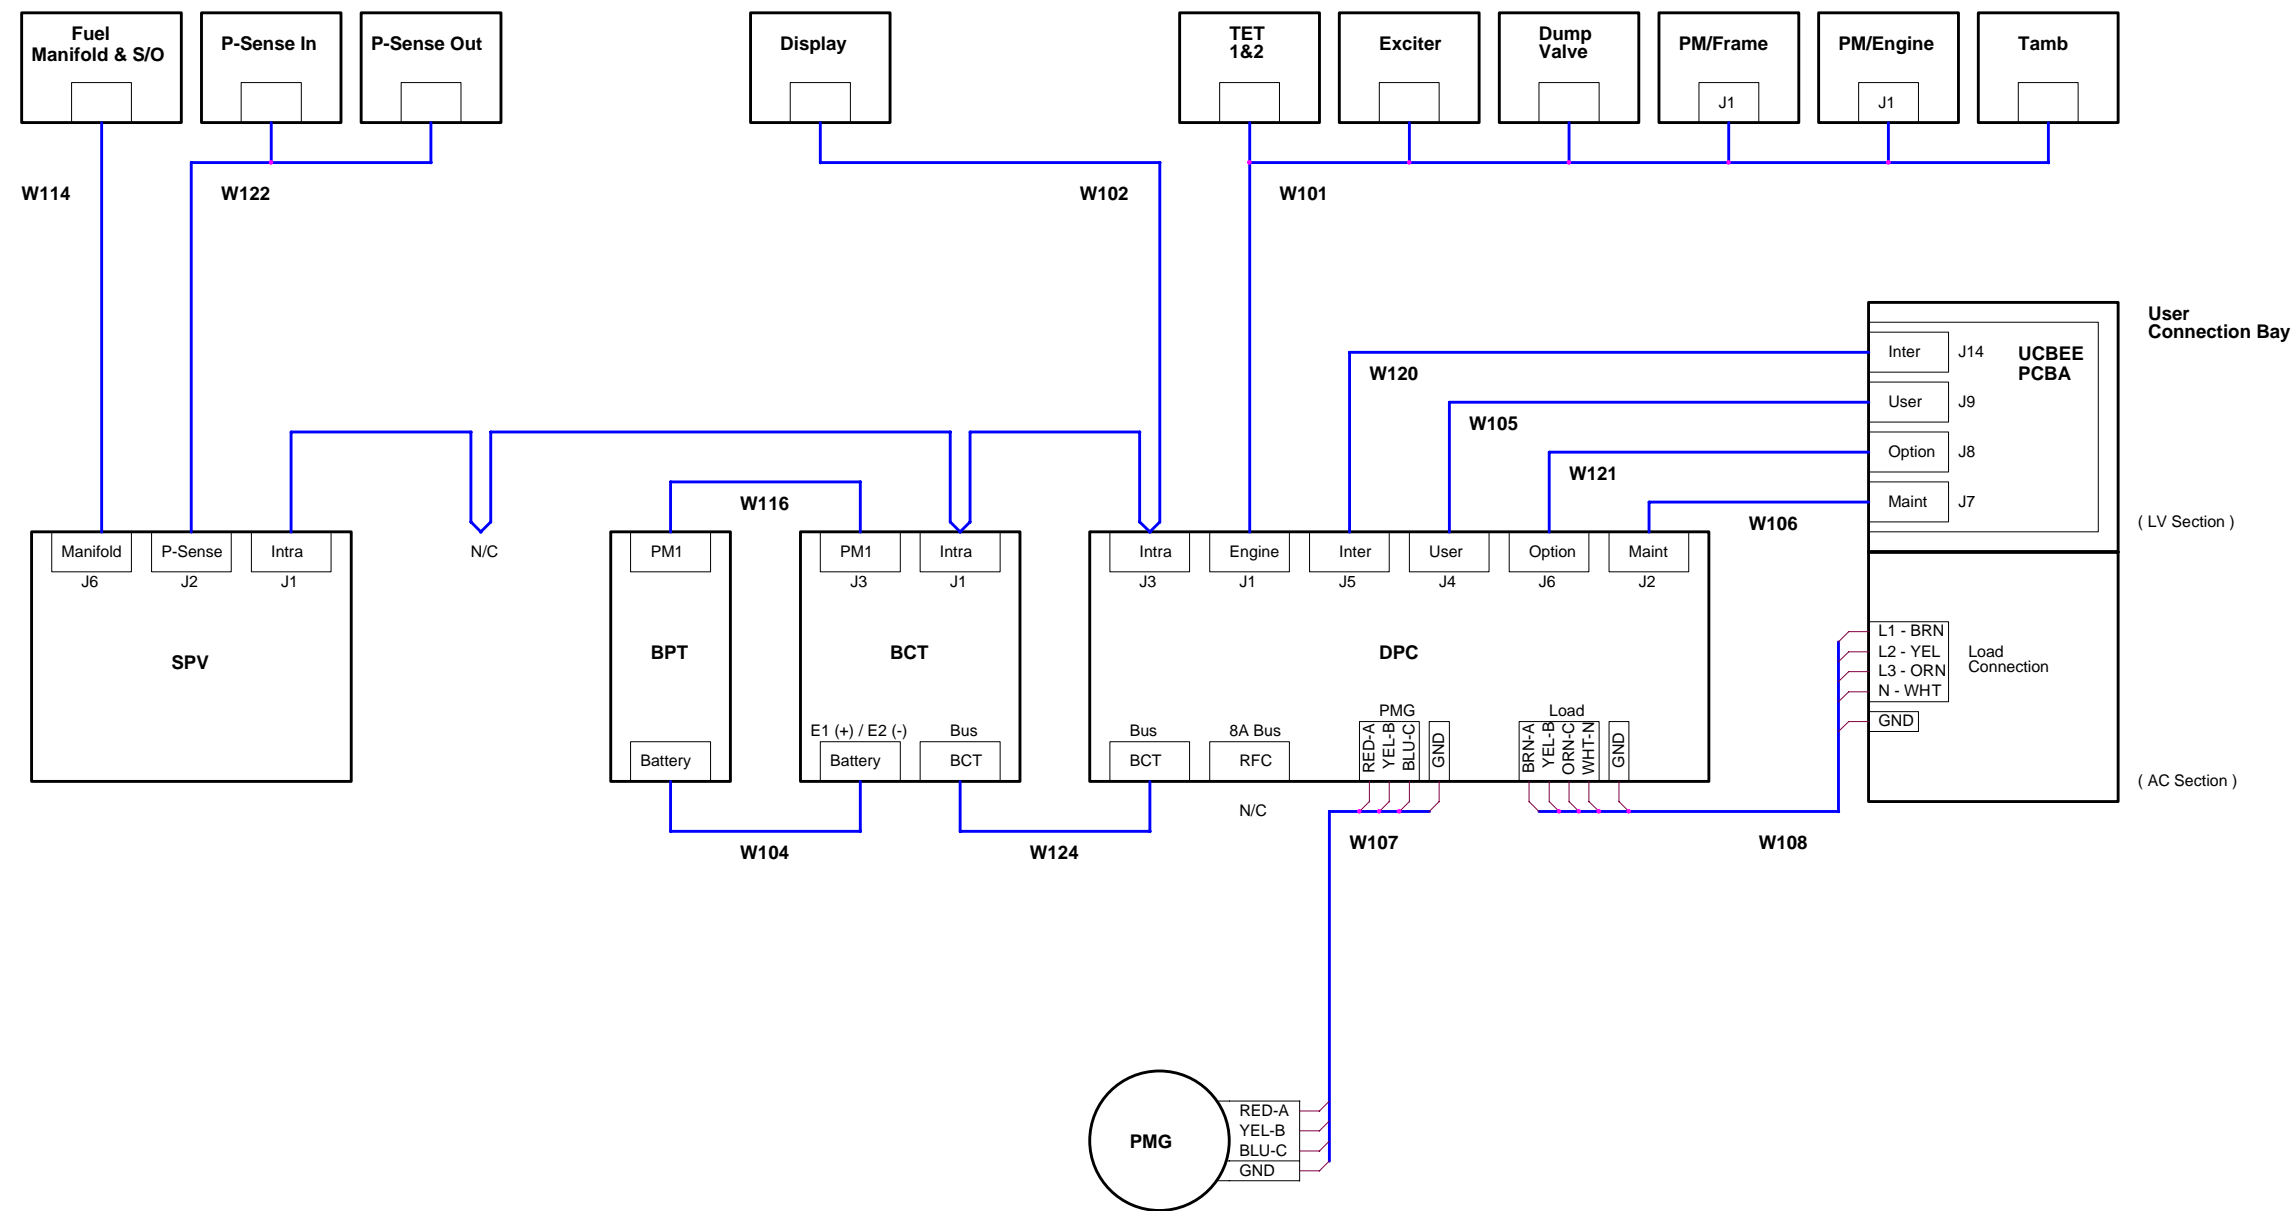 Fuel
Manifold & S/O
P-Sense In
P-Sense Out
Display
TET
1&2
Exciter
Dump
Valve
PM/Frame
J1
PM/Engine
J1
Tamb
W114
W122
W102
W101
User
Connection Bay
Inter
J14
UCBEE
PCBA
User
J9
Option
J8
Maint
J7
( LV Section )
W120
W105
W121
W106
W116
N/C
Manifold
J6
P-Sense
J2
Intra
J1
SPV
PM1
BPT
Battery
PM1
J3
Intra
J1
BCT
E1 (+) / E2 (-)
Battery
Bus
BCT
Intra
J3
Engine
J1
Inter
J5
User
J4
Option
J6
Maint
J2
DPC
Bus
BCT
8A Bus
RFC
N/C
PMG
RED-A
YEL-B
BLU-C
GND
Load
BRN-A
YEL-B
ORN-C
WHT-N
GND
L1 - BRN
L2 - YEL
L3 - ORN
N - WHT
GND
Load
Connection
( AC Section )
W104
W124
W107
W108
PMG
RED-A
YEL-B
BLU-C
GND